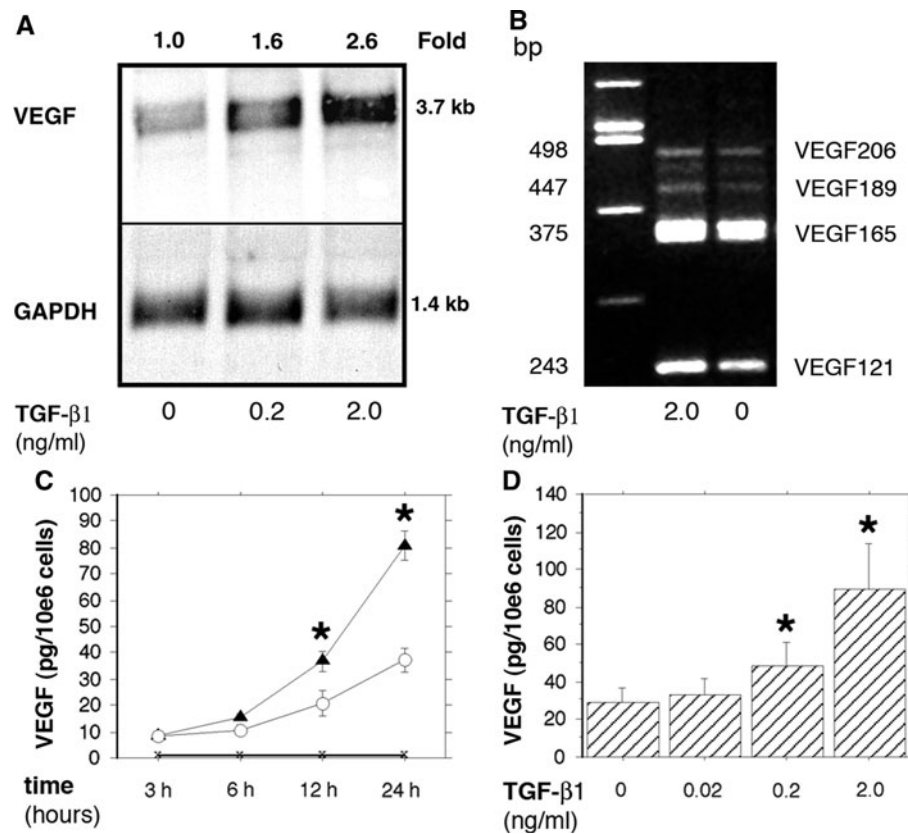 A
1.0 1.6 2.6 Fold
VEGF
3.7 kb
GAPDH
1.4 kb
TGF-β1 0 0.2 2.0
(ng/ml)
B
bp
498 VEGF206
447 VEGF189
375 VEGF165
243 VEGF121
TGF-β1 2.0 0
(ng/ml)
C
VEGF (pg/10e6 cells)
100
90
80
70
60
50
40
30
20
10
0
*
*
time 3 h 6 h 12 h 24 h
(hours)
D
VEGF (pg/10e6 cells)
140
120
100
80
60
40
20
0
*
*
TGF-β1 0 0.02 0.2 2.0
(ng/ml)